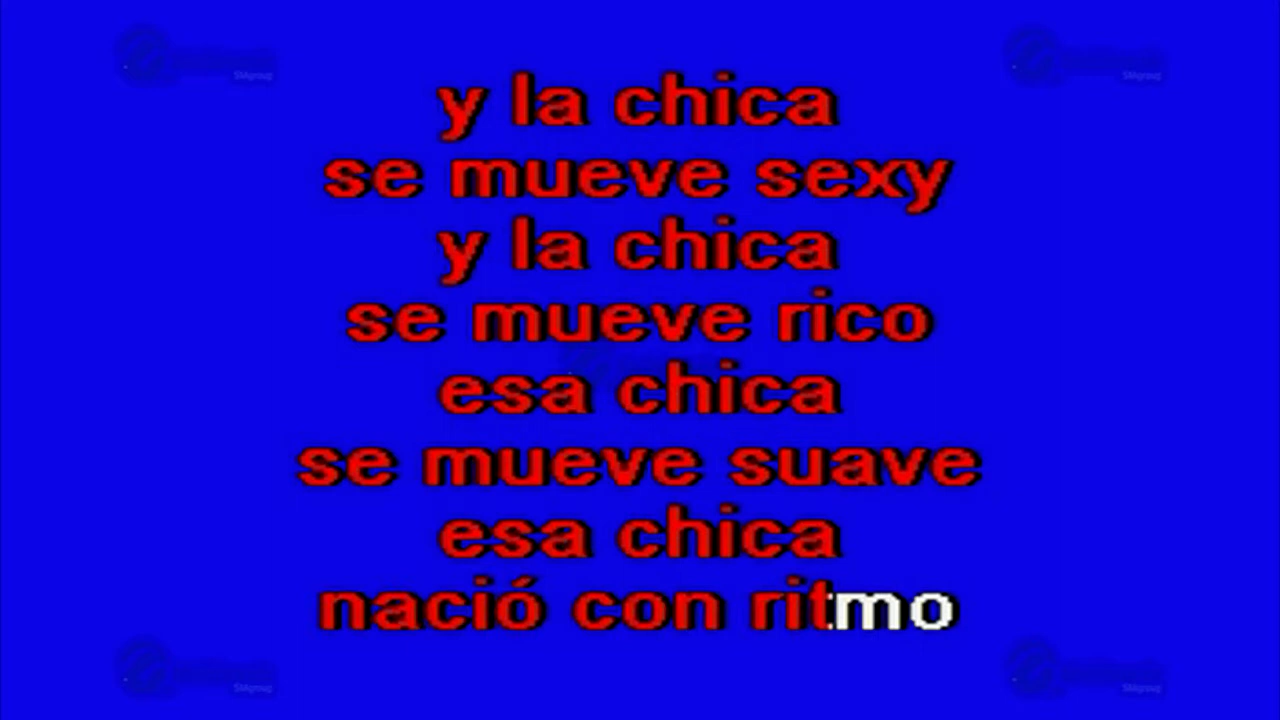 y la chica
se mueve sexy
y la chica
se mueve rico
esa chica
se mueve suave
esa chica
nació con ritmo